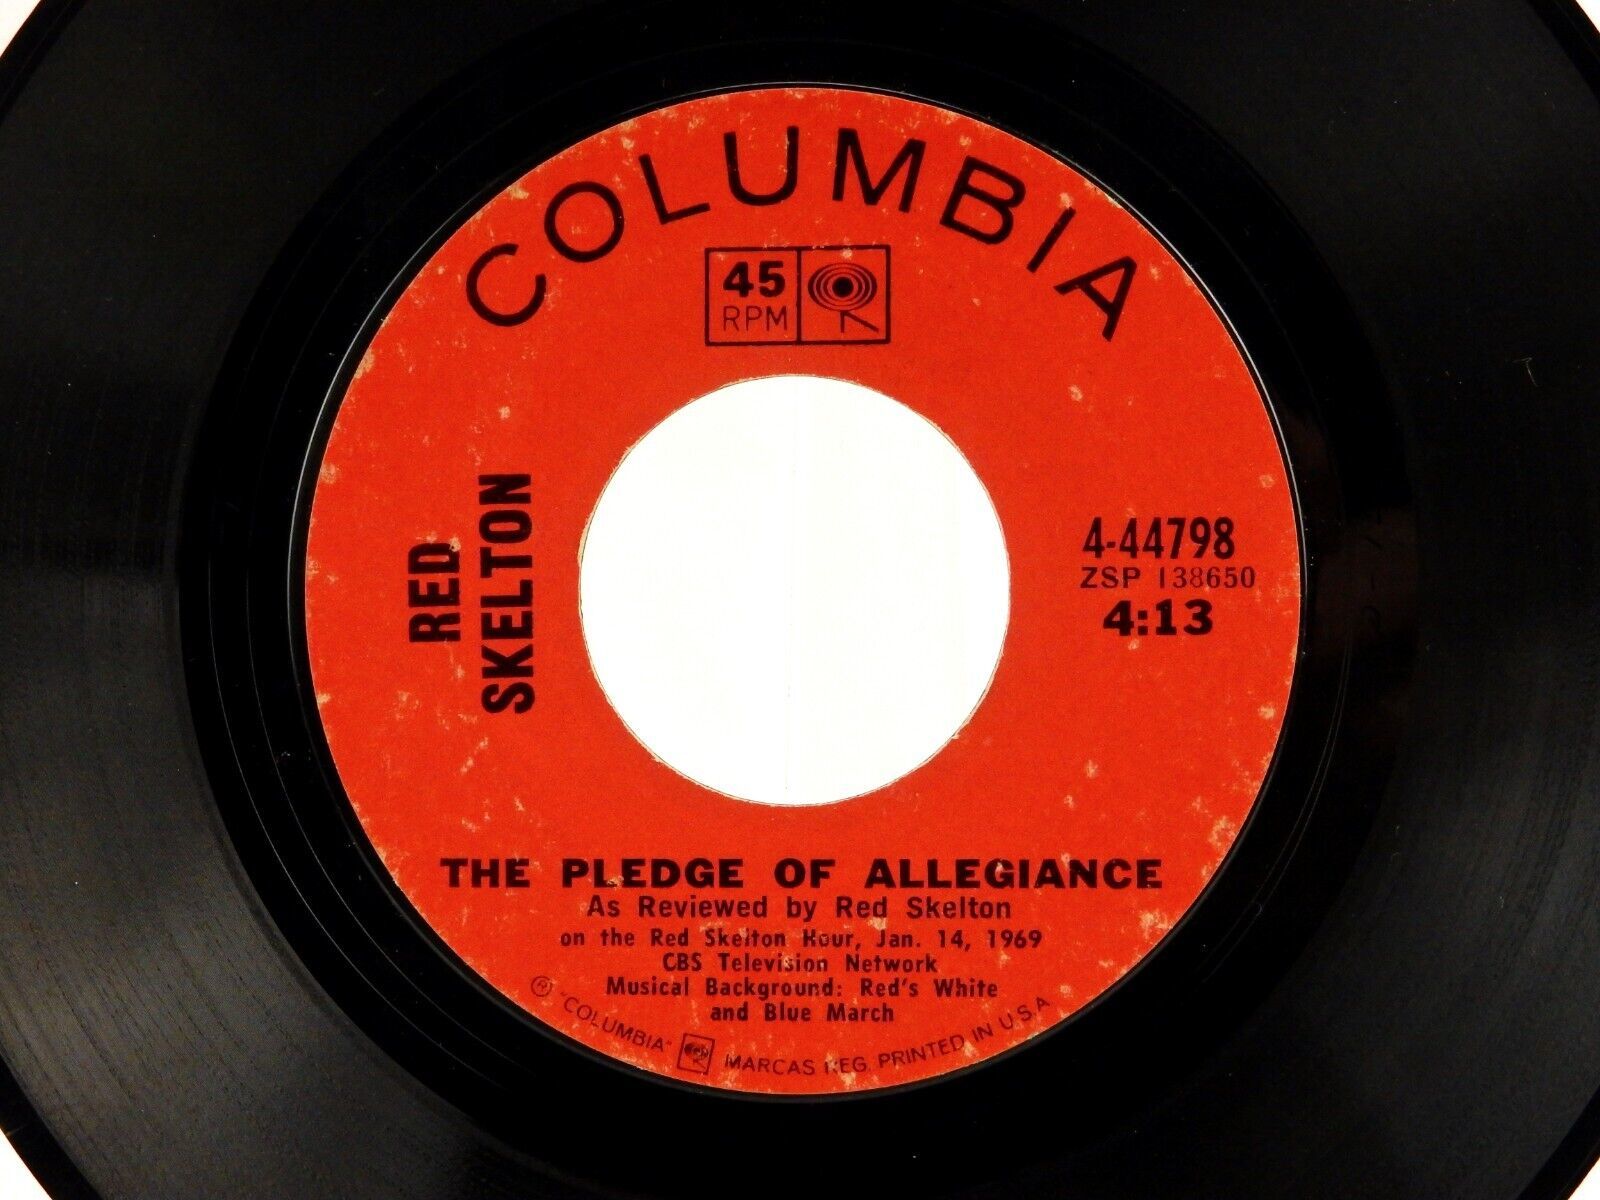 COLUMBIA
45
RPM
RED
SKELTON
4-44798
ZSP 138650
4:13
THE PLEDGE OF ALLEGIANCE
As Reviewed by Red Skelton
on the Red Skelton Hour, Jan. 14, 1969
CBS Television Network
Musical Background: Red's White
and Blue March
Ⓡ "COLUMBIA" MARCAS REG. PRINTED IN U.S.A